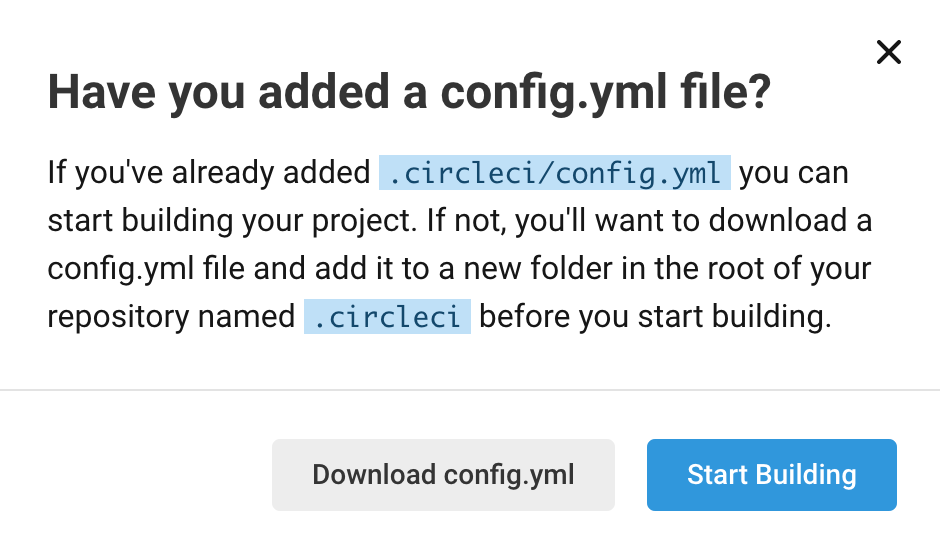 Have you added a config.yml file?
If you've already added .circleci/config.yml you can
start building your project. If not, you'll want to download a
config.yml file and add it to a new folder in the root of your
repository named .circleci before you start building.
Download config.yml
Start Building